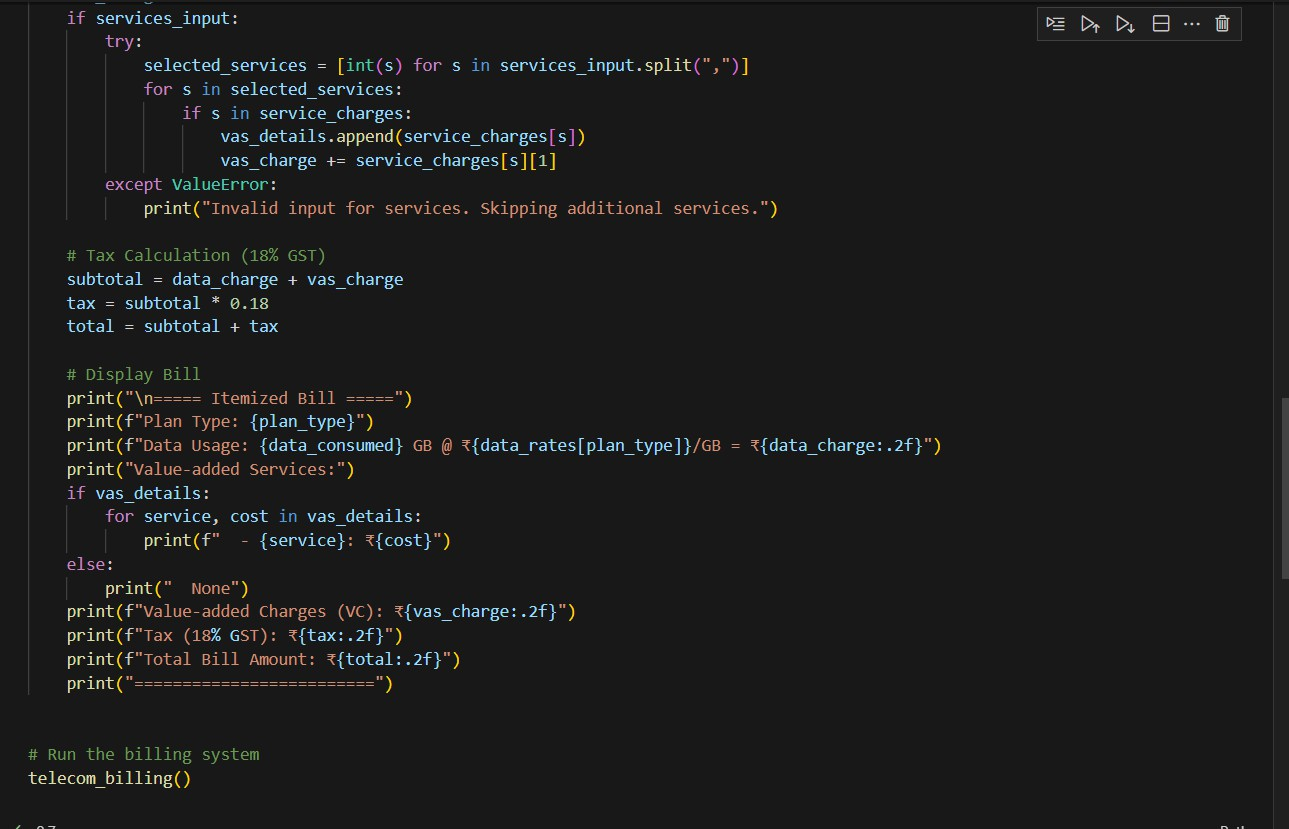 if services_input:
    try:
        selected_services = [int(s) for s in services_input.split(",")]
        for s in selected_services:
            if s in service_charges:
                vas_details.append(service_charges[s])
                vas_charge += service_charges[s][1]
    except ValueError:
        print("Invalid input for services. Skipping additional services.")

# Tax Calculation (18% GST)
subtotal = data_charge + vas_charge
tax = subtotal * 0.18
total = subtotal + tax

# Display Bill
print("\n===== Itemized Bill =====")
print(f"Plan Type: {plan_type}")
print(f"Data Usage: {data_consumed} GB @ ₹{data_rates[plan_type]}/GB = ₹{data_charge:.2f}")
print("Value-added Services:")
if vas_details:
    for service, cost in vas_details:
        print(f"  - {service}: ₹{cost}")
else:
    print("  None")
print(f"Value-added Charges (VC): ₹{vas_charge:.2f}")
print(f"Tax (18% GST): ₹{tax:.2f}")
print(f"Total Bill Amount: ₹{total:.2f}")
print("=========================")

# Run the billing system
telecom_billing()